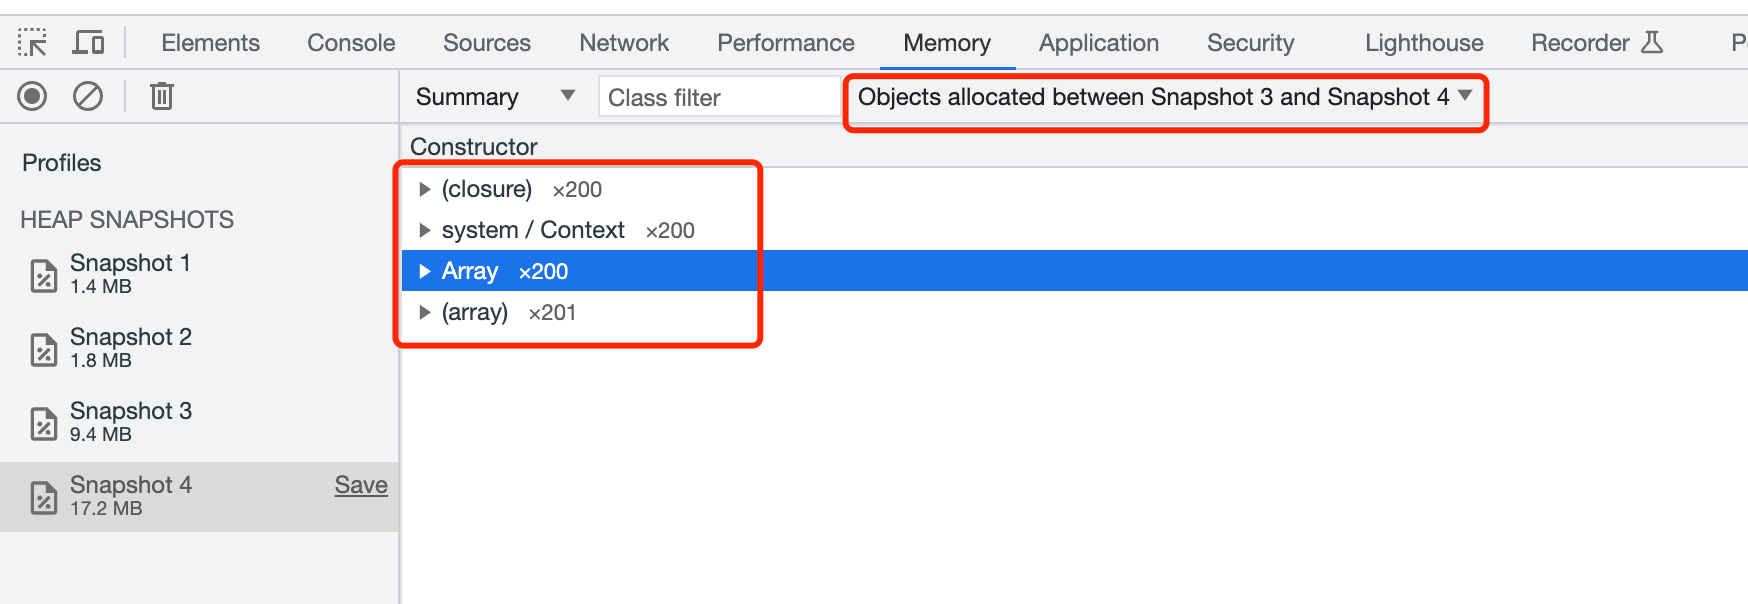 Elements Console Sources Network Performance Memory Application Security Lighthouse Recorder
Summary Class filter Objects allocated between Snapshot 3 and Snapshot 4
Constructor
Profiles
(closure) ×200
HEAP SNAPSHOTS
system / Context ×200
Snapshot 1
1.4 MB
Array ×200
(array) ×201
Snapshot 2
1.8 MB
Snapshot 3
9.4 MB
Snapshot 4 Save
17.2 MB